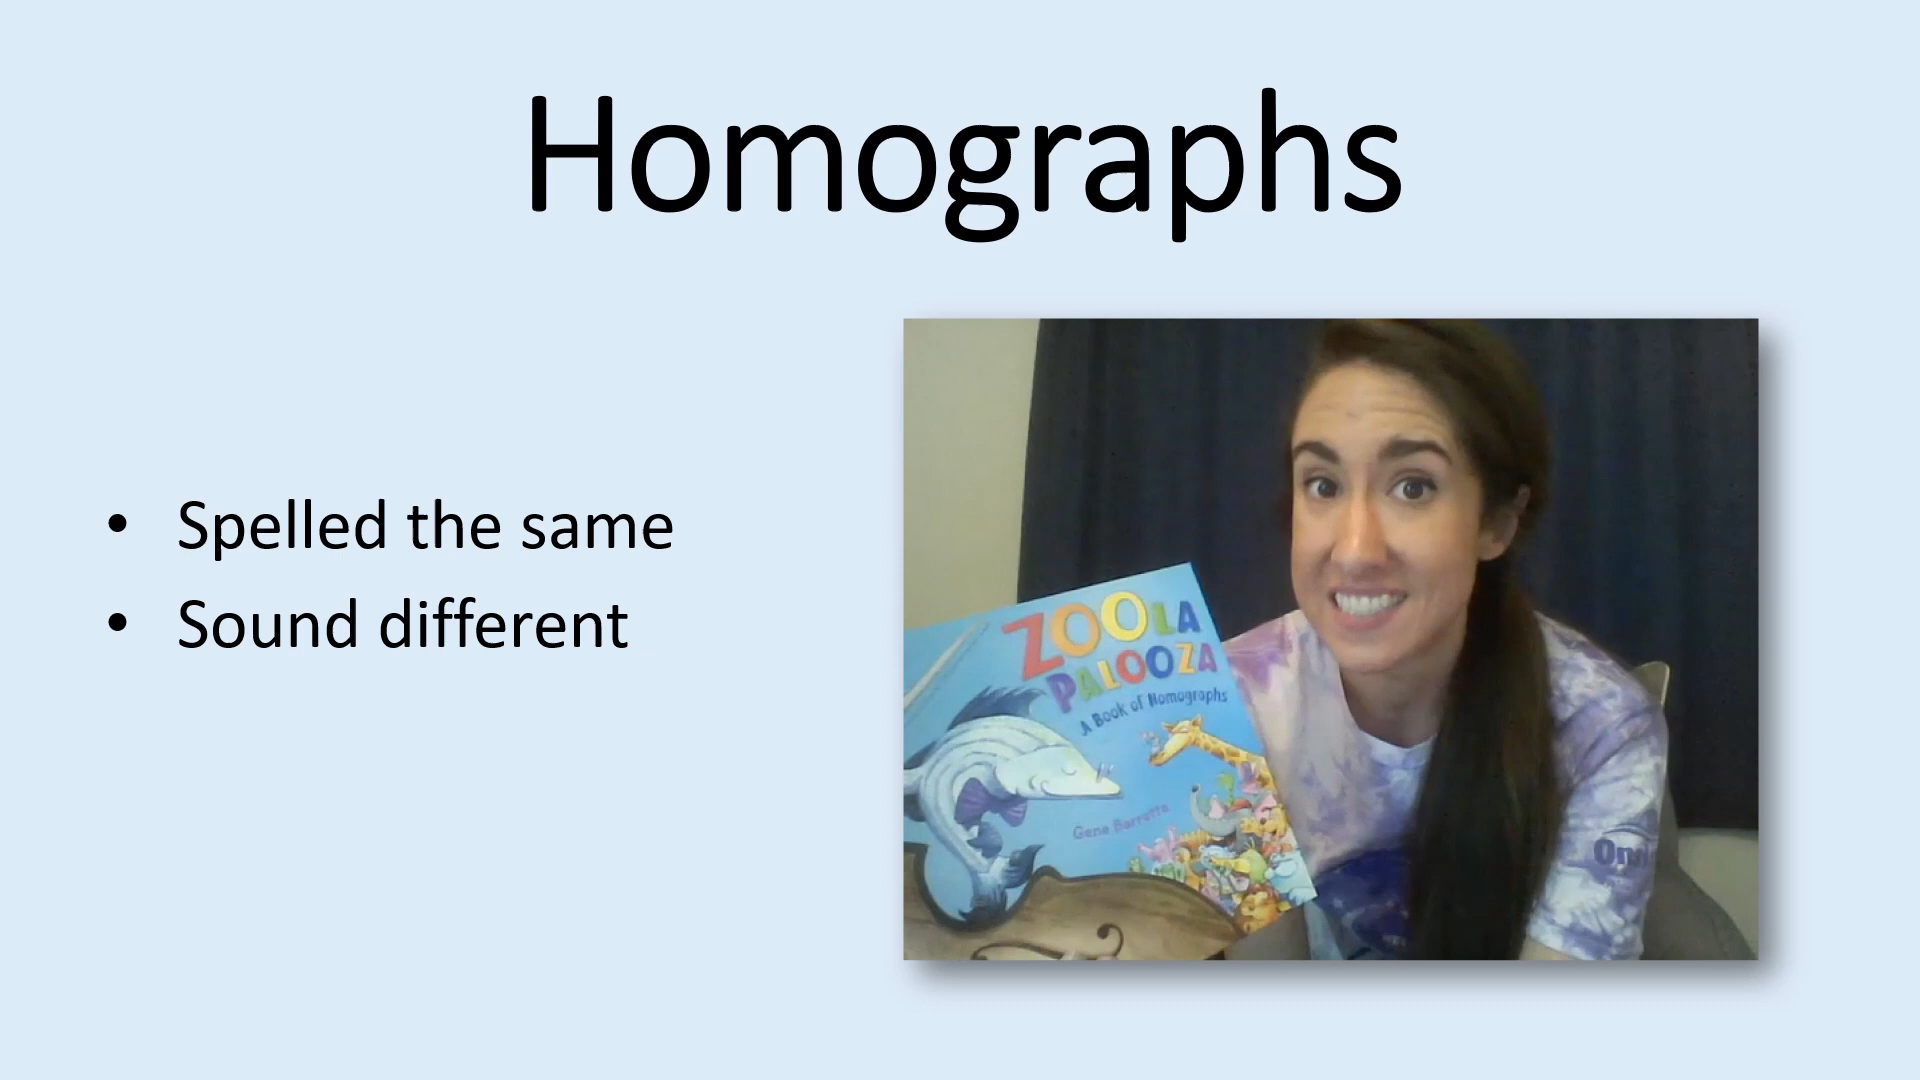 Homographs
• Spelled the same
• Sound different
ZOOLA
PALOOZA
A Book of Homographs
Gene Barretta